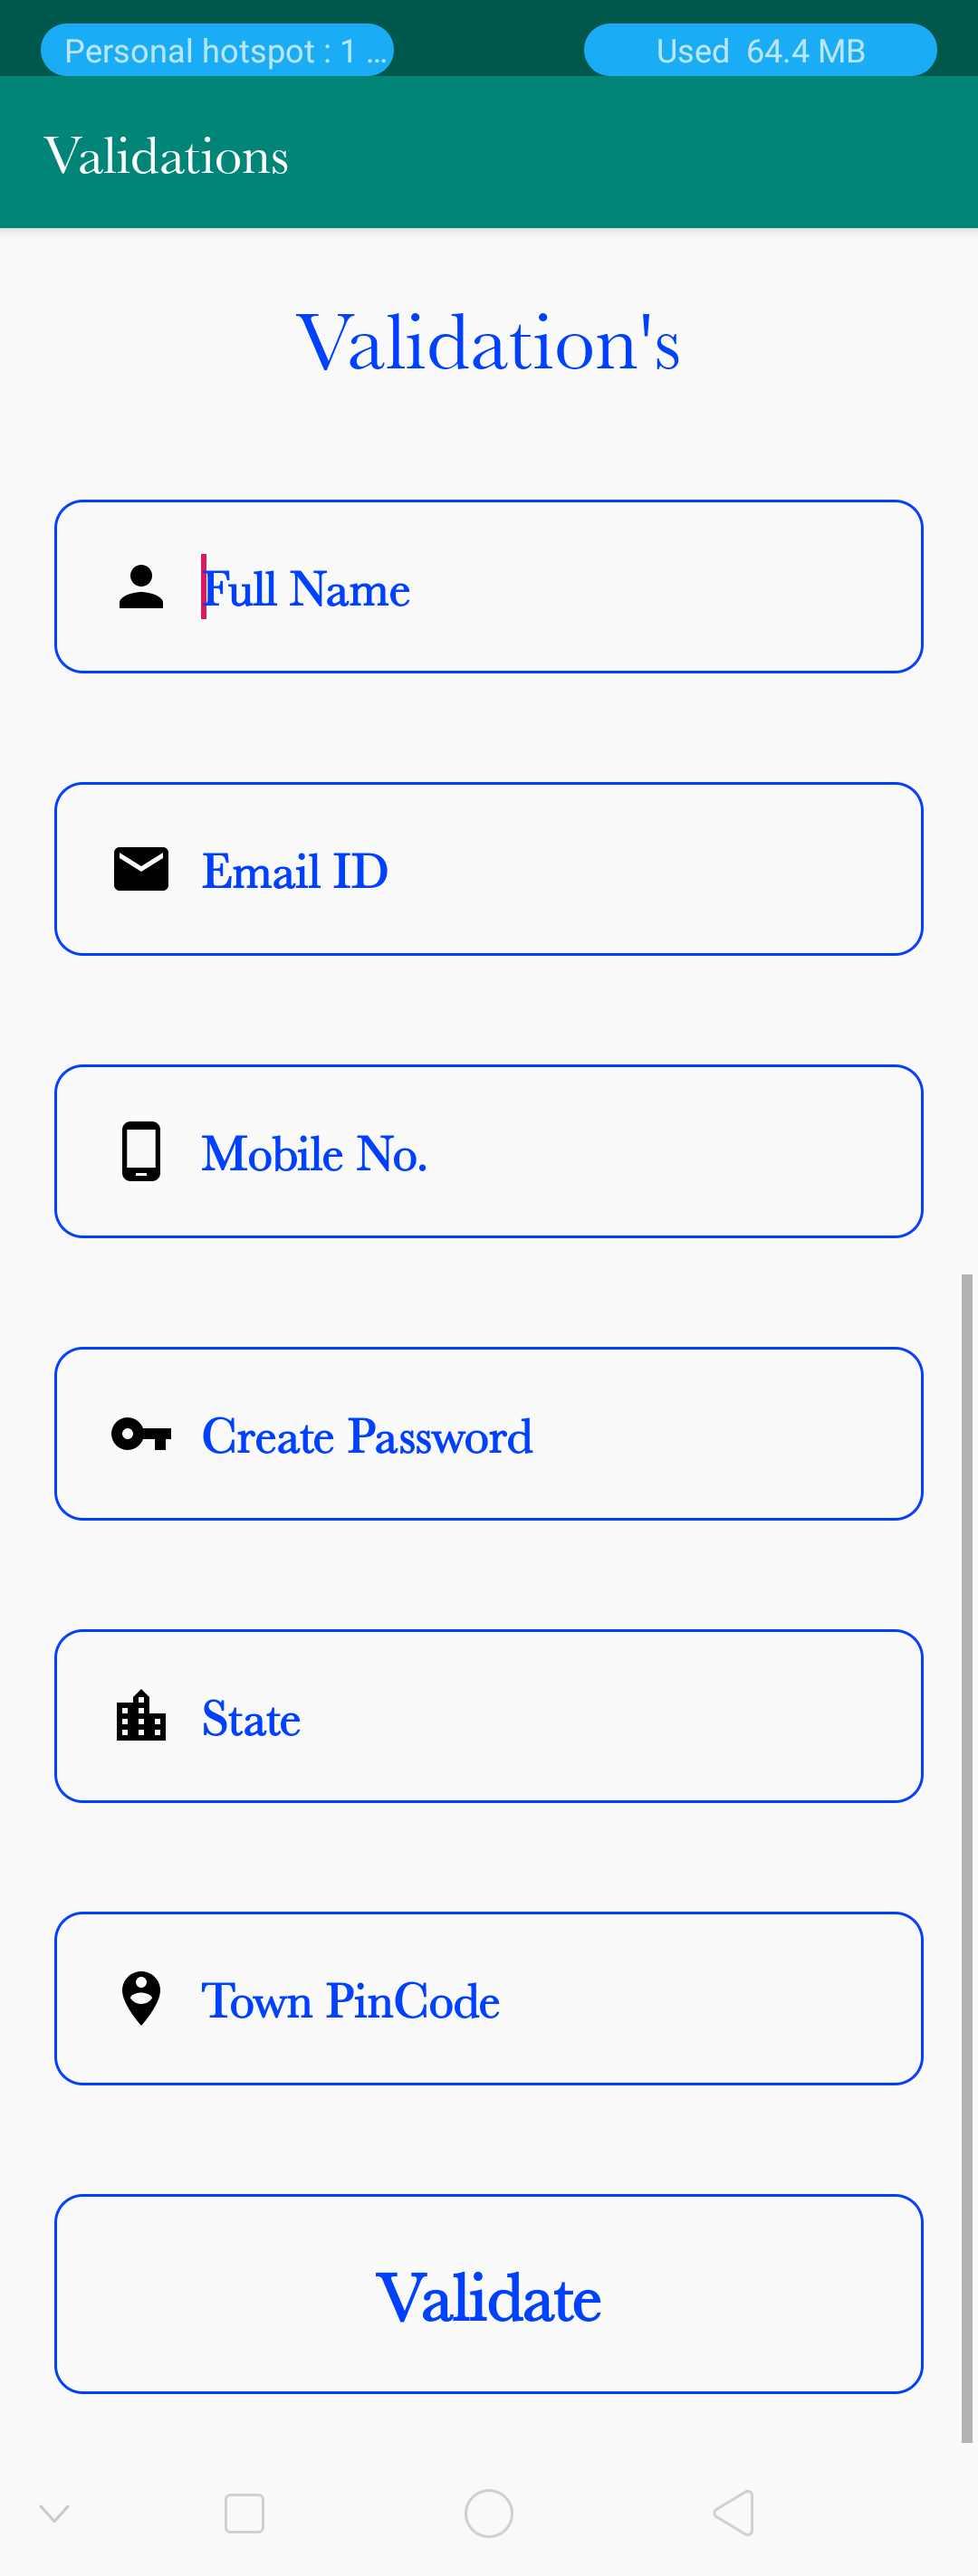 Personal hotspot : 1 ...
Used 64.4 MB
Validations
Validation's
Full Name
Email ID
Mobile No.
Create Password
State
Town PinCode
Validate